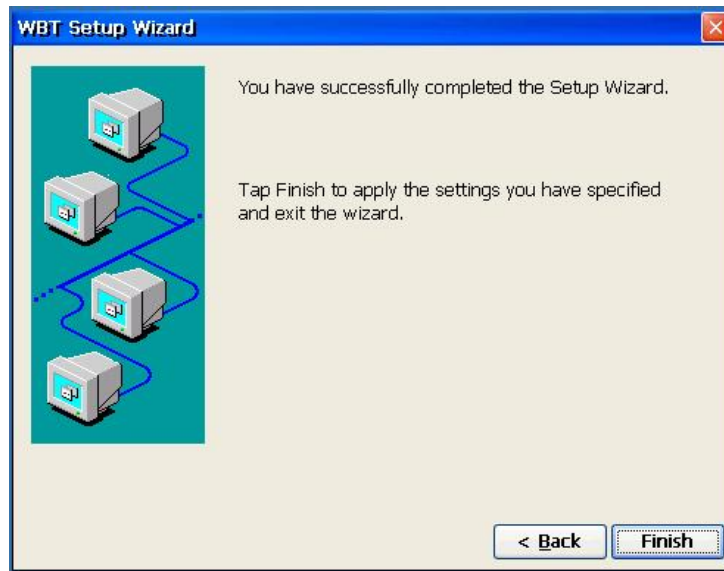 WBT Setup Wizard
You have successfully completed the Setup Wizard.
Tap Finish to apply the settings you have specified
and exit the wizard.
< Back
Finish